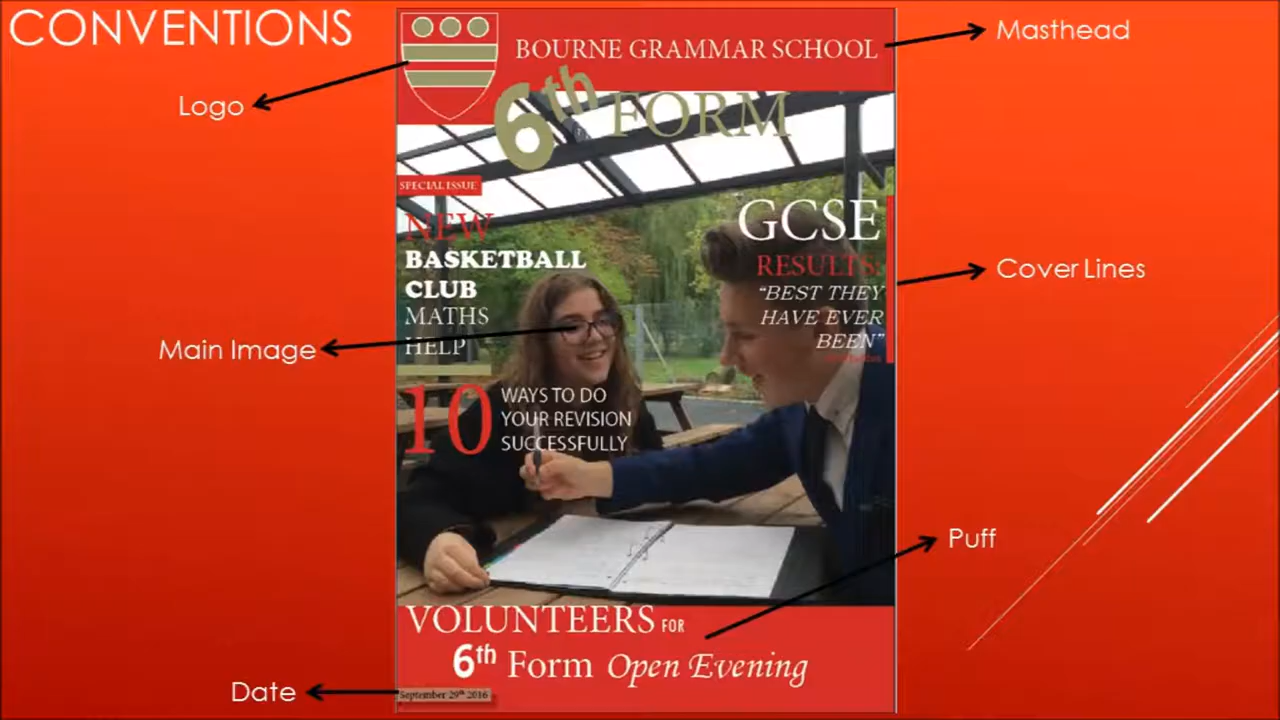 CONVENTIONS
BOURNE GRAMMAR SCHOOL
Masthead
Logo
6th FORM
SPECIAL ISSUE
NEW
BASKETBALL
CLUB
MATHS
HELP
GCSE
RESULTS:
“BEST THEY
HAVE EVER
BEEN”
Cover Lines
Main Image
10 WAYS TO DO
YOUR REVISION
SUCCESSFULLY
Puff
VOLUNTEERS FOR
6th Form Open Evening
Date
September 29th 2016